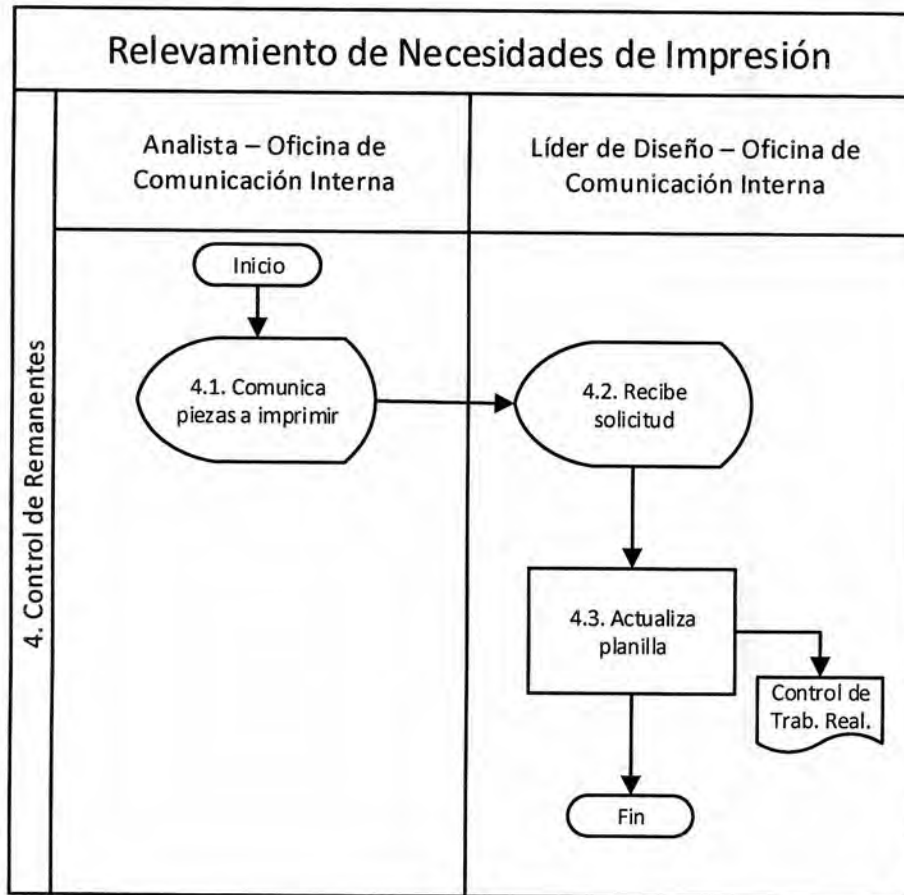 Relevamiento de Necesidades de Impresión
4. Control de Remanentes
Analista – Oficina de
Comunicación Interna
Líder de Diseño – Oficina de
Comunicación Interna
Inicio
4.1. Comunica
piezas a imprimir
4.2. Recibe
solicitud
4.3. Actualiza
planilla
Control de
Trab. Real.
Fin